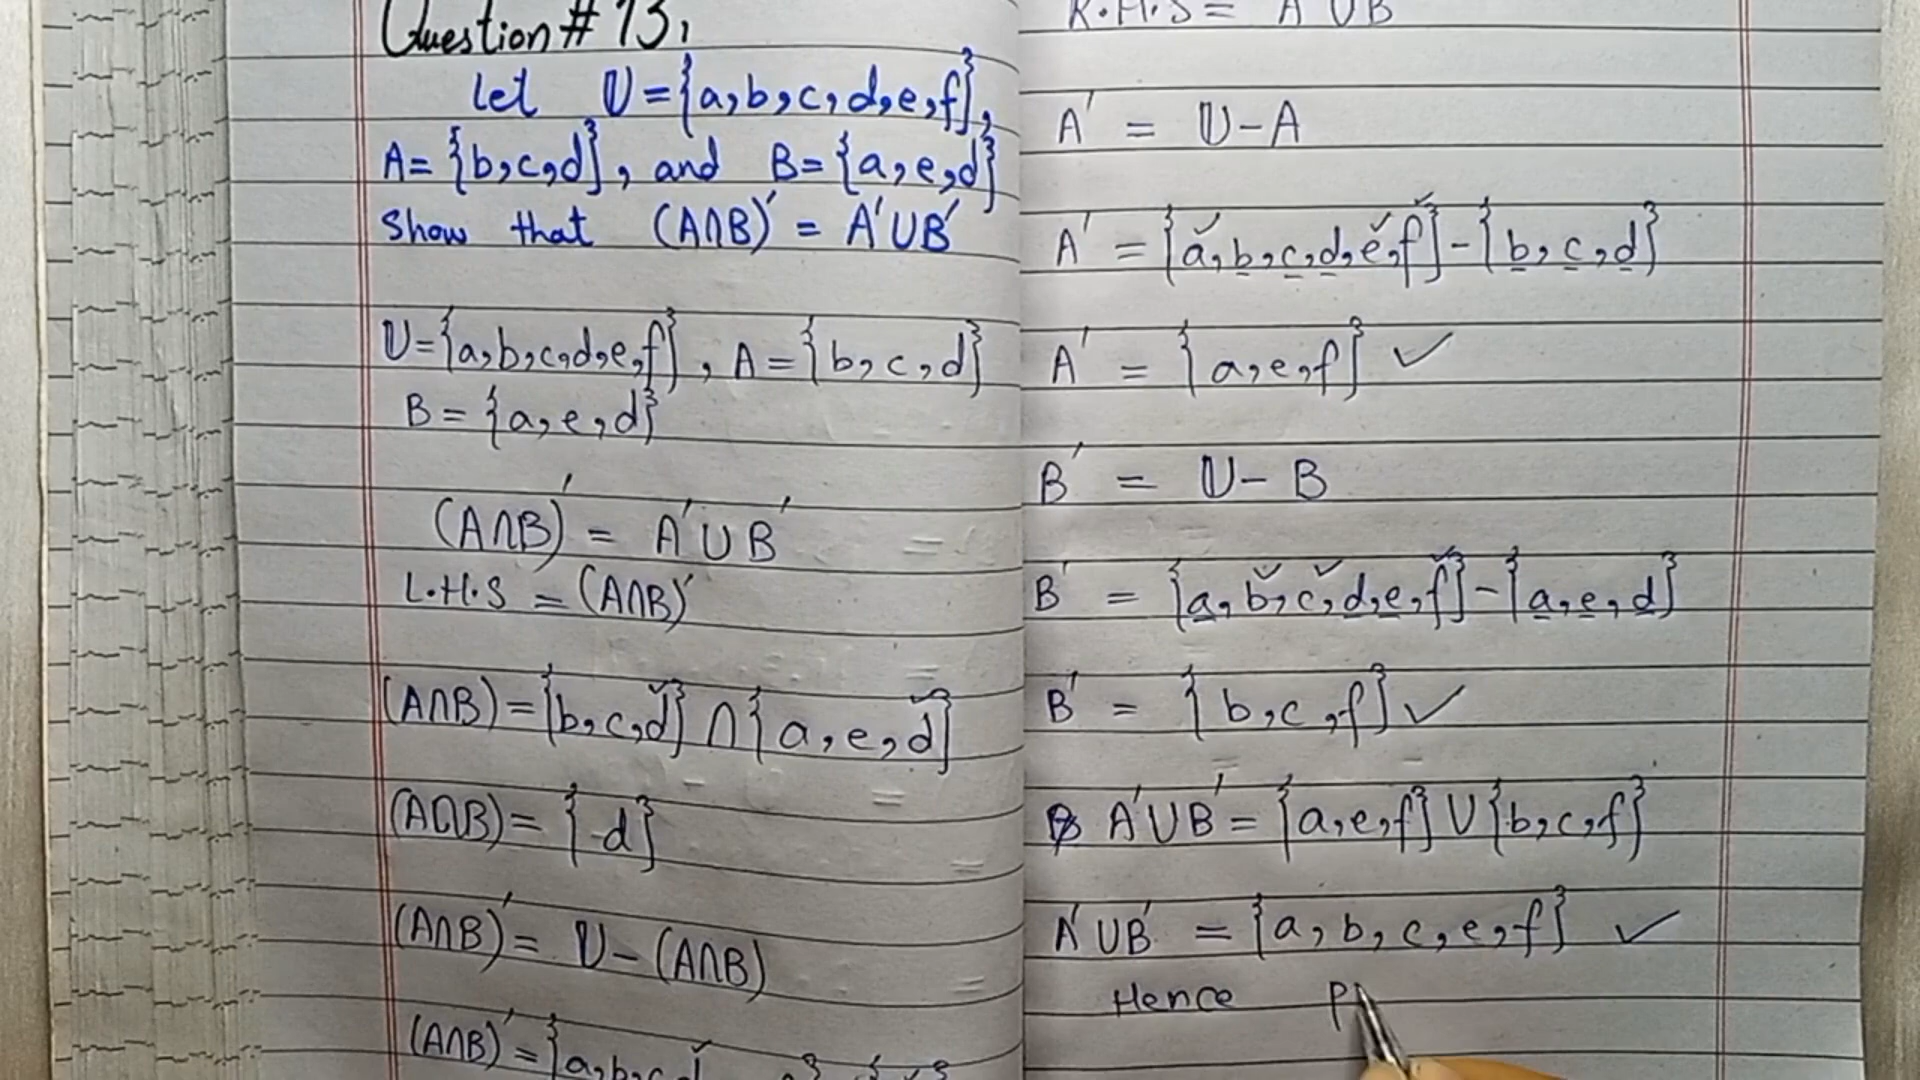 Question # 13,
Let U={a,b,c,d,e,f},
A={b,c,d}, and B={a,e,d}
Show that (A∩B)' = A'∪B'
U={a,b,c,d,e,f}, A={b,c,d}
B={a,e,d}
(A∩B)' = A'∪B'
L.H.S = (A∩B)'
(A∩B)={b,c,d}∩{a,e,d}
(A∩B)={d}
(A∩B)'= U-(A∩B)
(A∩B)'={a,b,c
R.H.S = A'∪B'
A' = U-A
A' = {a,b,c,d,e,f}-{b,c,d}
A' = {a,e,f} ✓
B' = U-B
B' = {a,b,c,d,e,f}-{a,e,d}
B' = {b,c,f} ✓
A'∪B' = {a,e,f}∪{b,c,f}
A'∪B' = {a,b,c,e,f} ✓
Hence